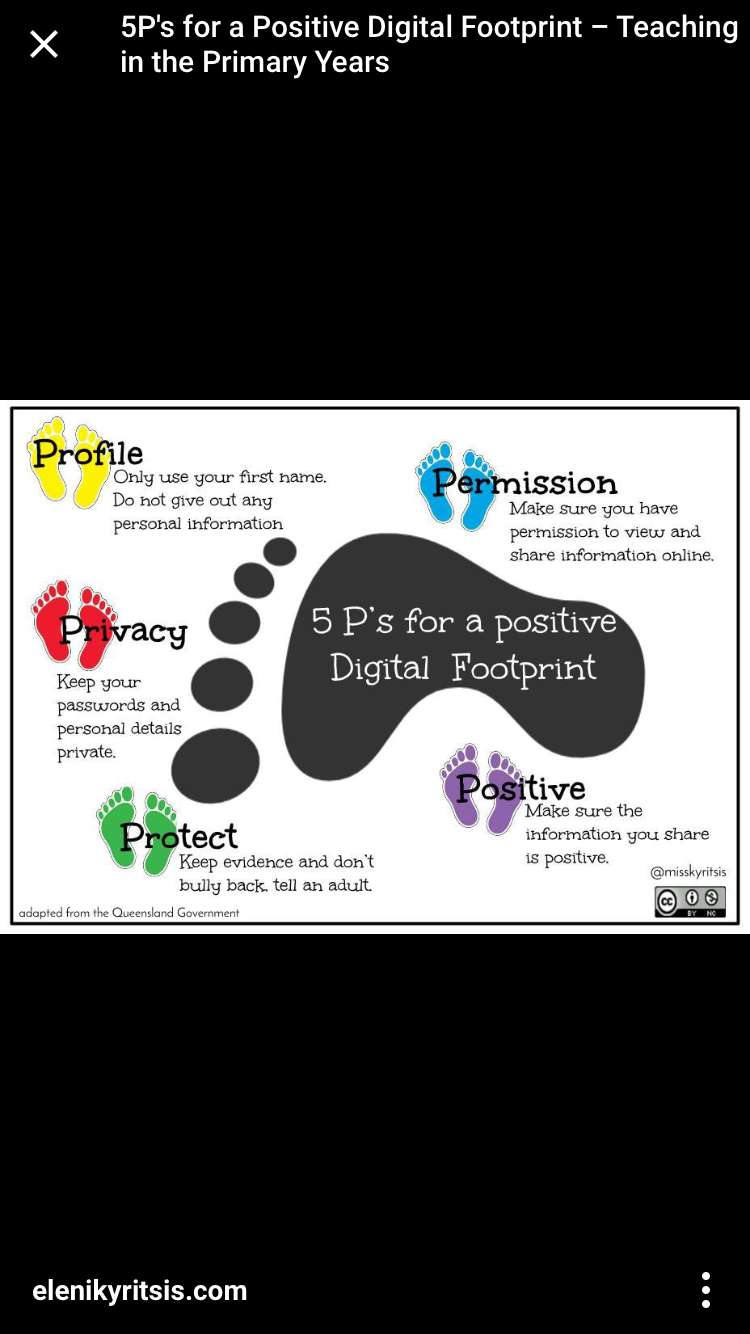 5P's for a Positive Digital Footprint – Teaching
in the Primary Years
Profile
Only use your first name.
Do not give out any
personal information
Permission
Make sure you have
permission to view and
share information online.
5 P's for a positive
Digital Footprint
Privacy
Keep your
passwords and
personal details
private.
Protect
Keep evidence and don't
bully back, tell an adult.
Positive
Make sure the
information you share
is positive.
@misskyritsis
adapted from the Queensland Government
cc
BY NC
elenikyritsis.com